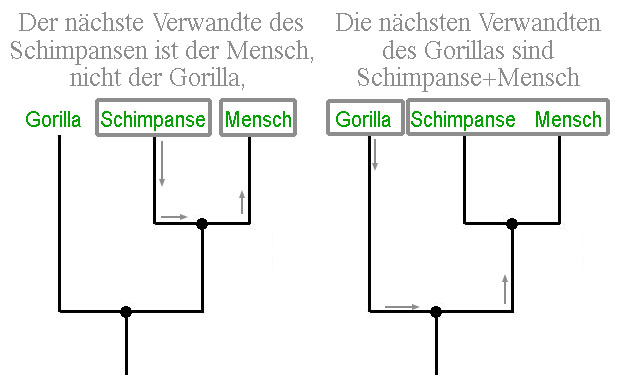 Der nächste Verwandte des
Schimpansen ist der Mensch,
nicht der Gorilla,
Gorilla Schimpanse Mensch
Die nächsten Verwandten
des Gorillas sind
Schimpanse+Mensch
Gorilla Schimpanse Mensch